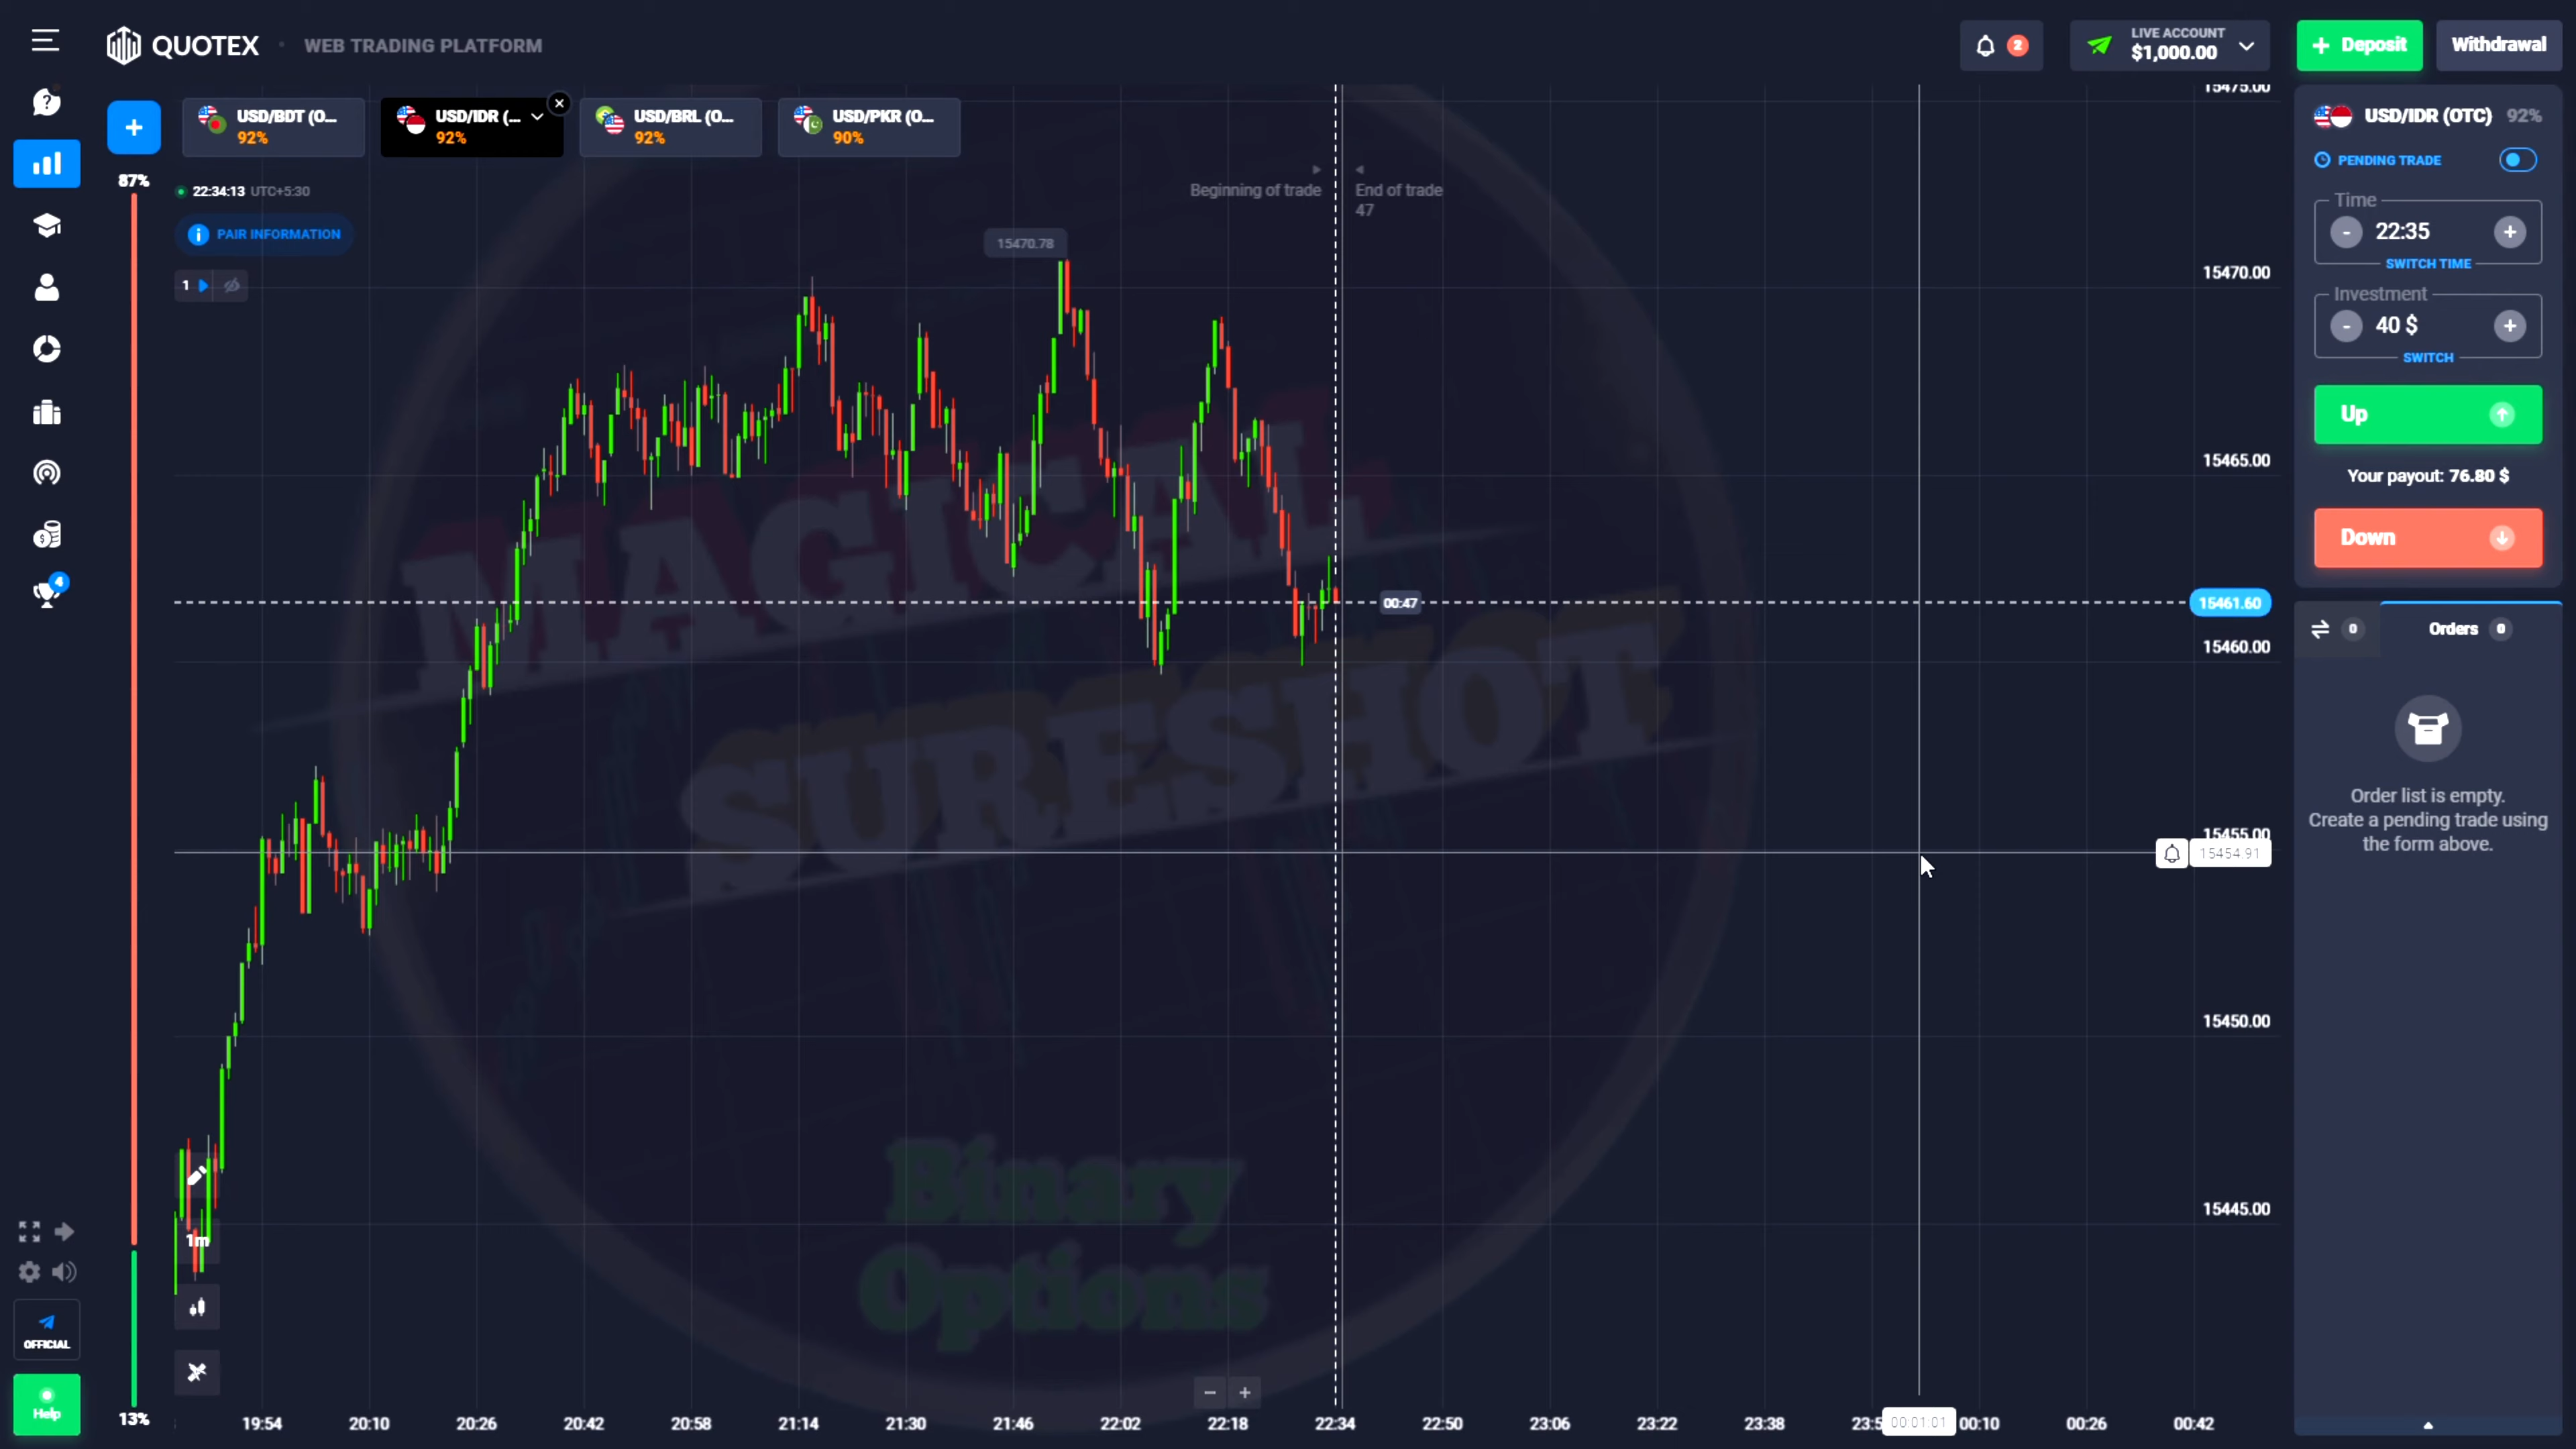 QUOTEX
WEB TRADING PLATFORM
2
LIVE ACCOUNT
$1,000.00
Deposit
Withdrawal
USD/BDT (O...
92%
USD/IDR (...
92%
USD/BRL (O...
92%
USD/PKR (O...
90%
87%
22:34:13 UTC+5:30
PAIR INFORMATION
1
Beginning of trade
End of trade
47
15470.78
15475.00
15470.00
15465.00
00:47
15461.60
15460.00
15455.00
15454.91
15450.00
15445.00
MAGICAL
SURESHOT
Binary
Options
USD/IDR (OTC) 92%
PENDING TRADE
Time
- 22:35 +
SWITCH TIME
Investment
- 40 $ +
SWITCH
Up
Your payout: 76.80 $
Down
0
Orders 0
Order list is empty.
Create a pending trade using
the form above.
4
1m
OFFICIAL
Help
13%
19:54
20:10
20:26
20:42
20:58
21:14
21:30
21:46
22:02
22:18
22:34
22:50
23:06
23:22
23:38
23:5
00:01:01
00:10
00:26
00:42